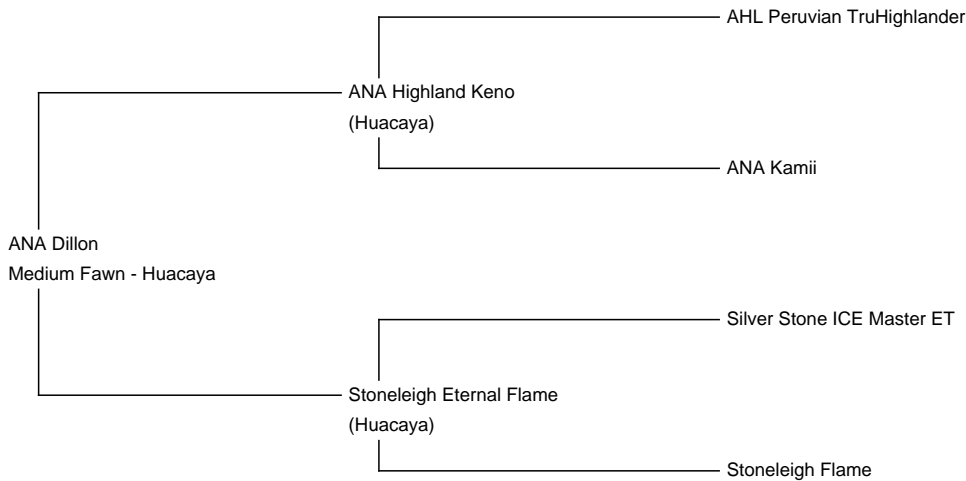 AHL Peruvian TruHighlander
ANA Highland Keno
(Huacaya)
ANA Kamii
ANA Dillon
Medium Fawn - Huacaya
Silver Stone ICE Master ET
Stoneleigh Eternal Flame
(Huacaya)
Stoneleigh Flame